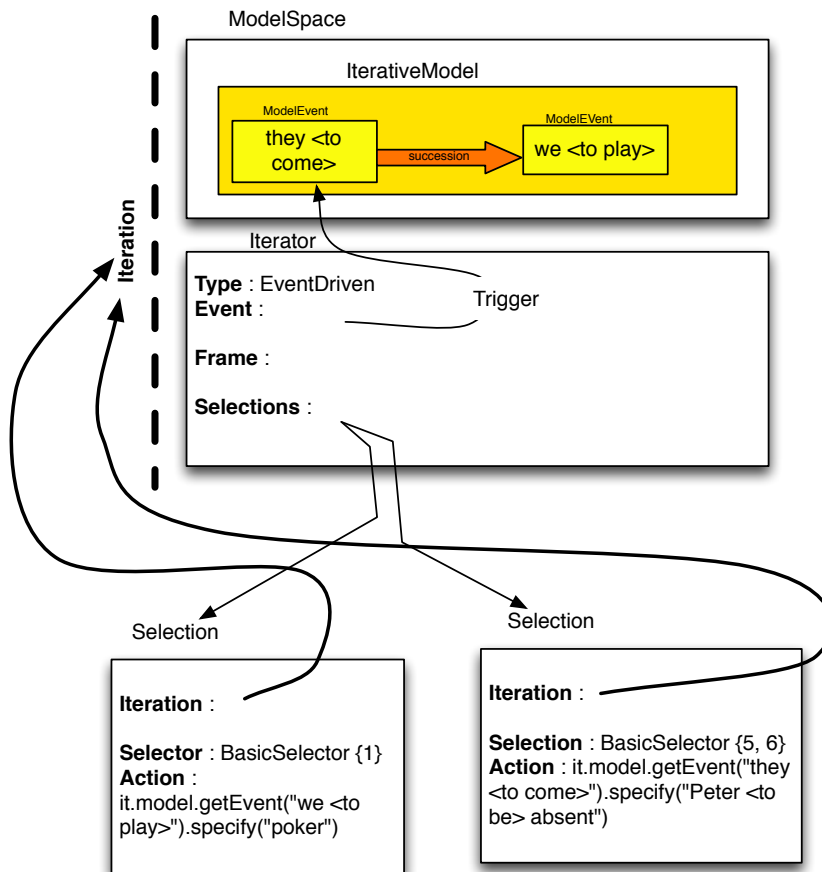 ModelSpace
IterativeModel
ModelEvent
they <to
come>
succession
ModelEVent
we <to play>
Iteration
Iterator
Type : EventDriven
Event :
Trigger
Frame :
Selections :
Selection
Iteration :
Selector : BasicSelector {1}
Action :
it.model.getEvent("we <to
play>").specify("poker")
Selection
Iteration :
Selection : BasicSelector {5, 6}
Action : it.model.getEvent("they
<to come>").specify("Peter <to
be> absent")